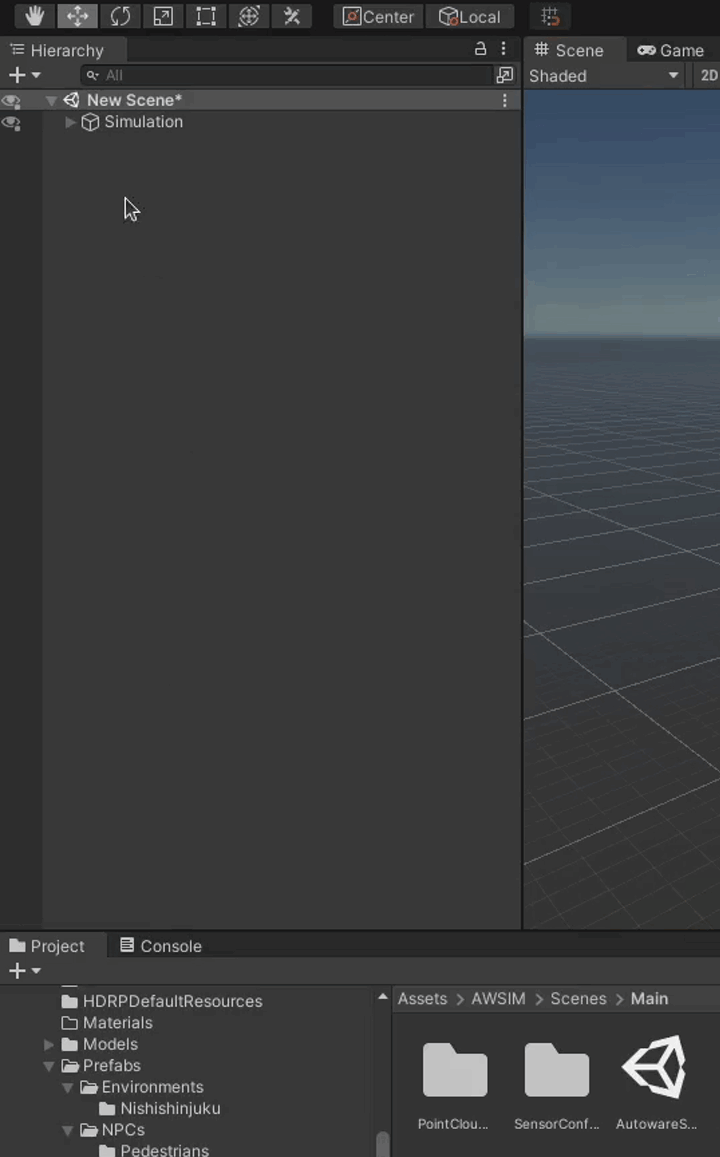 Center Local
Hierarchy
Scene Game
All
Shaded 2D
New Scene*
Simulation
Project Console
HDRPDefaultResources
Materials
Models
Prefabs
Environments
Nishishinjuku
NPCs
Pedestrians
Assets > AWSIM > Scenes > Main
PointClou... SensorConf... AutowareS...